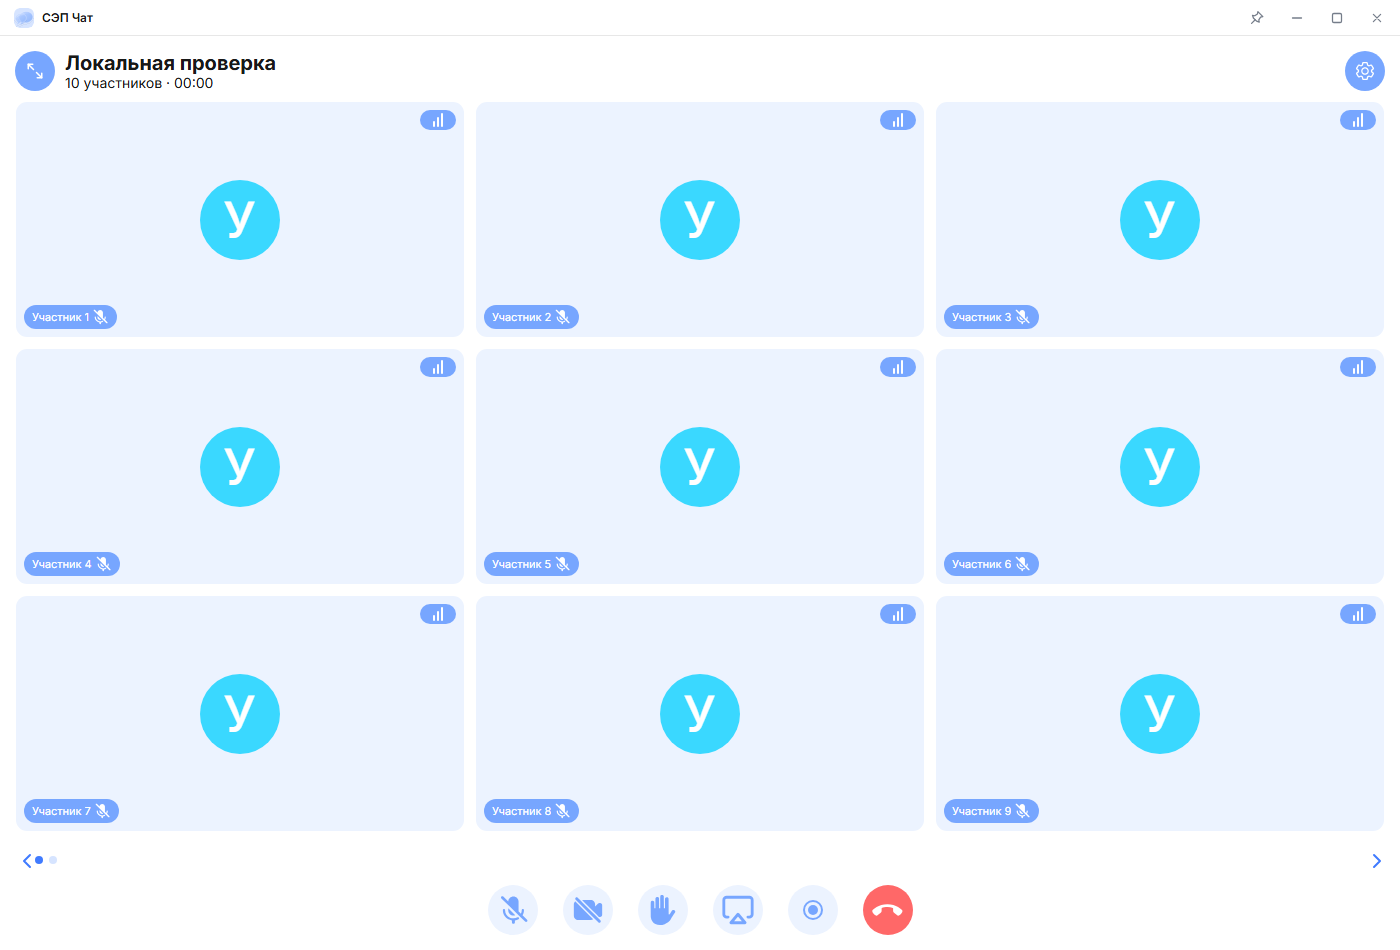 СЭП Чат
Локальная проверка
10 участников · 00:00
У
У
У
Участник 1
Участник 2
Участник 3
У
У
У
Участник 4
Участник 5
Участник 6
У
У
У
Участник 7
Участник 8
Участник 9